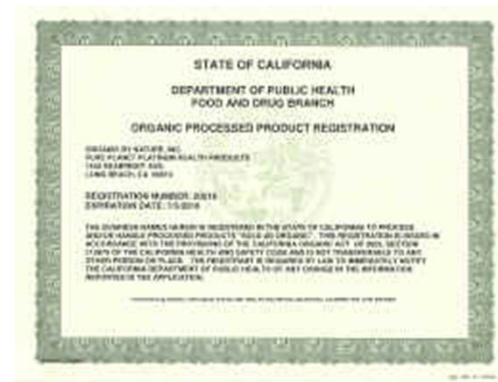 STATE OF CALIFORNIA
DEPARTMENT OF PUBLIC HEALTH
FOOD AND DRUG BRANCH
ORGANIC PROCESSED PRODUCT REGISTRATION
ORGANIC BY NATURE, INC.
PURE PLANET PLATINUM HEALTH PRODUCTS
LONG BEACH, CA
REGISTRATION NUMBER:
EXPIRATION DATE:
THE BUSINESS NAMED HEREIN IS REGISTERED IN THE STATE OF CALIFORNIA TO PROCESS
AND/OR HANDLE PROCESSED PRODUCTS "SOLD AS ORGANIC". THIS REGISTRATION IS ISSUED IN
ACCORDANCE WITH THE PROVISIONS OF THE CALIFORNIA ORGANIC ACT OF SECTION
OF THE CALIFORNIA HEALTH AND SAFETY CODE AND IS NOT TRANSFERABLE TO ANY
OTHER PERSON OR PLACE. THE REGISTRANT IS REQUIRED BY LAW TO IMMEDIATELY NOTIFY
THE CALIFORNIA DEPARTMENT OF PUBLIC HEALTH OF ANY CHANGE IN THE INFORMATION
REPORTED IN THE APPLICATION.